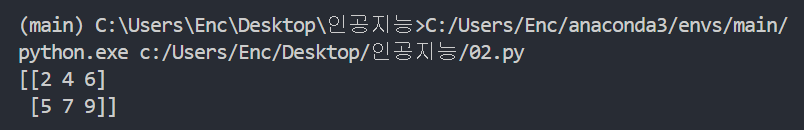 (main) C:\Users\Enc\Desktop\인공지능>C:/Users/Enc/anaconda3/envs/main/
python.exe c:/Users/Enc/Desktop/인공지능/02.py
[[2 4 6]
 [5 7 9]]